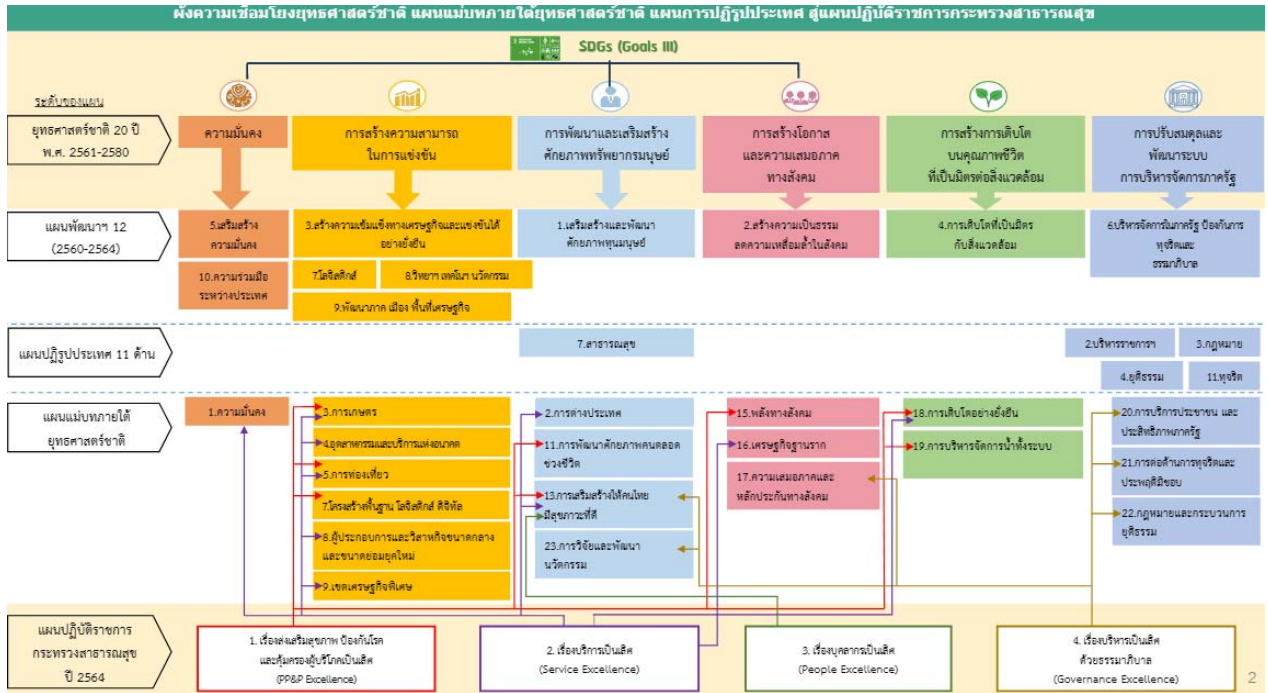 ผังความเชื่อมโยงยุทธศาสตร์ชาติ แผนแม่บทภายใต้ยุทธศาสตร์ชาติ แผนการปฏิรูปประเทศ สู่แผนปฏิบัติราชการกระทรวงสาธารณสุข
SDGs (Goals III)
ระดับของแผน
ยุทธศาสตร์ชาติ 20 ปี
พ.ศ. 2561-2580
ความมั่นคง
การสร้างความสามารถ
ในการแข่งขัน
การพัฒนาและเสริมสร้าง
ศักยภาพทรัพยากรมนุษย์
การสร้างโอกาส
และความเสมอภาค
ทางสังคม
การสร้างการเติบโต
บนคุณภาพชีวิต
ที่เป็นมิตรต่อสิ่งแวดล้อม
การปรับสมดุลและ
พัฒนาระบบ
การบริหารจัดการภาครัฐ
แผนพัฒนาฯ 12
(2560-2564)
5.เสริมสร้าง
ความมั่นคง
10.ความร่วมมือ
ระหว่างประเทศ
3.สร้างความเข้มแข็งทางเศรษฐกิจและแข่งขันได้
อย่างยั่งยืน
7.โลจิสติกส์
8.วิทยาฯ เทคโนฯ นวัตกรรม
9.พัฒนาภาค เมือง พื้นที่เศรษฐกิจ
1.เสริมสร้างและพัฒนา
ศักยภาพทุนมนุษย์
2.สร้างความเป็นธรรม
ลดความเหลื่อมล้ำในสังคม
4.การเติบโตที่เป็นมิตร
กับสิ่งแวดล้อม
6.บริหารจัดการในภาครัฐ ป้องกันการ
ทุจริตและ
ธรรมาภิบาล
แผนปฏิรูปประเทศ 11 ด้าน
7.สาธารณสุข
2.บริหารราชการฯ
3.กฎหมาย
4.ยุติธรรม
11.ทุจริต
แผนแม่บทภายใต้
ยุทธศาสตร์ชาติ
1.ความมั่นคง
3.การเกษตร
4.อุตสาหกรรมและบริการแห่งอนาคต
5.การท่องเที่ยว
7.โครงสร้างพื้นฐาน โลจิสติกส์ ดิจิทัล
8.ผู้ประกอบการและวิสาหกิจขนาดกลาง
และขนาดย่อมยุคใหม่
9.เขตเศรษฐกิจพิเศษ
2.การต่างประเทศ
11.การพัฒนาศักยภาพคนตลอด
ช่วงชีวิต
13.การเสริมสร้างให้คนไทย
มีสุขภาวะที่ดี
23.การวิจัยและพัฒนา
นวัตกรรม
15.พลังทางสังคม
16.เศรษฐกิจฐานราก
17.ความเสมอภาคและ
หลักประกันทางสังคม
18.การเติบโตอย่างยั่งยืน
19.การบริหารจัดการน้ำทั้งระบบ
20.การบริการประชาชน และ
ประสิทธิภาพภาครัฐ
21.การต่อต้านการทุจริตและ
ประพฤติมิชอบ
22.กฎหมายและกระบวนการ
ยุติธรรม
แผนปฏิบัติราชการ
กระทรวงสาธารณสุข
ปี 2564
1. เรื่องส่งเสริมสุขภาพ ป้องกันโรค
และคุ้มครองผู้บริโภคเป็นเลิศ
(PP&P Excellence)
2. เรื่องบริการเป็นเลิศ
(Service Excellence)
3. เรื่องบุคลากรเป็นเลิศ
(People Excellence)
4. เรื่องบริหารเป็นเลิศ
ด้วยธรรมาภิบาล
(Governance Excellence)
2